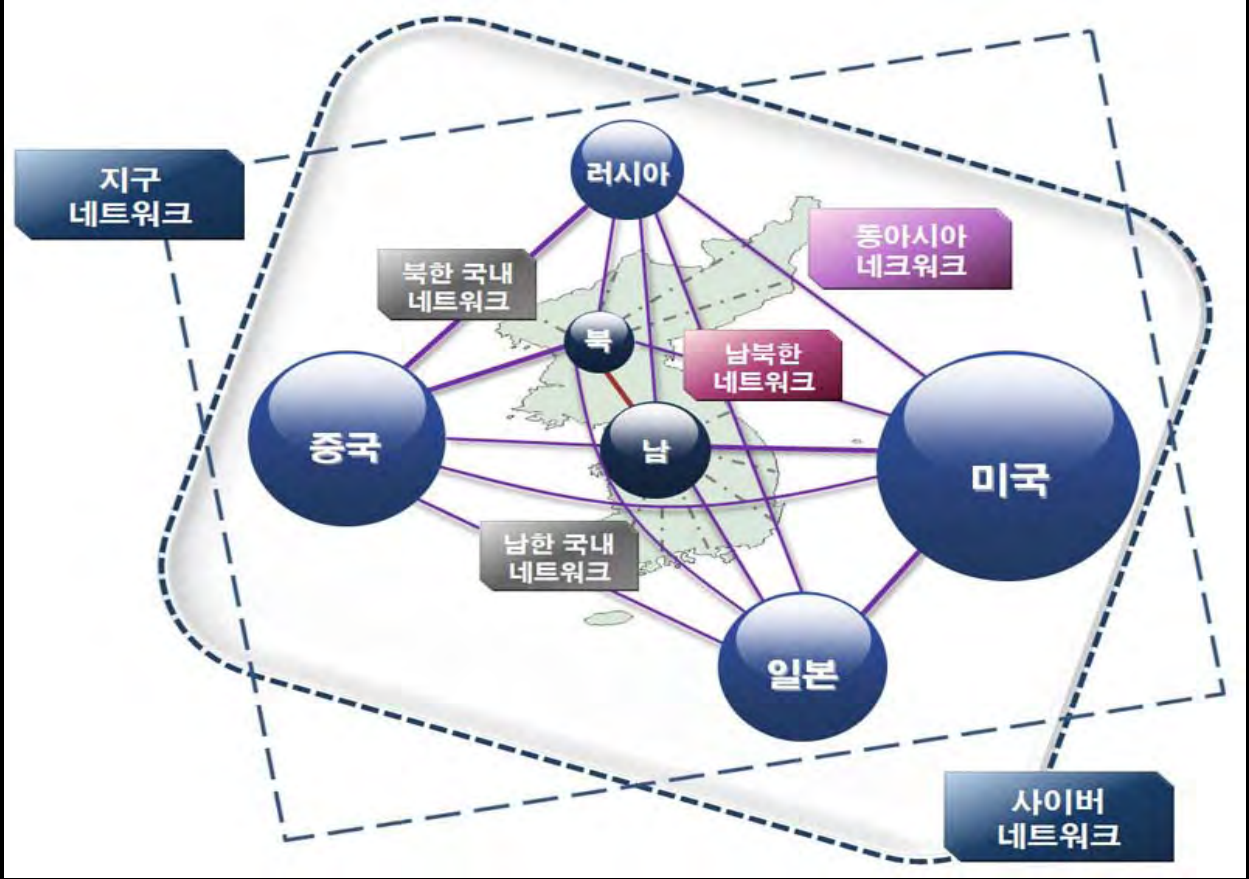 러시아
지구
네트워크
동아시아
네크워크
북한 국내
네트워크
북
남북한
네트워크
중국
남
미국
남한 국내
네트워크
일본
사이버
네트워크